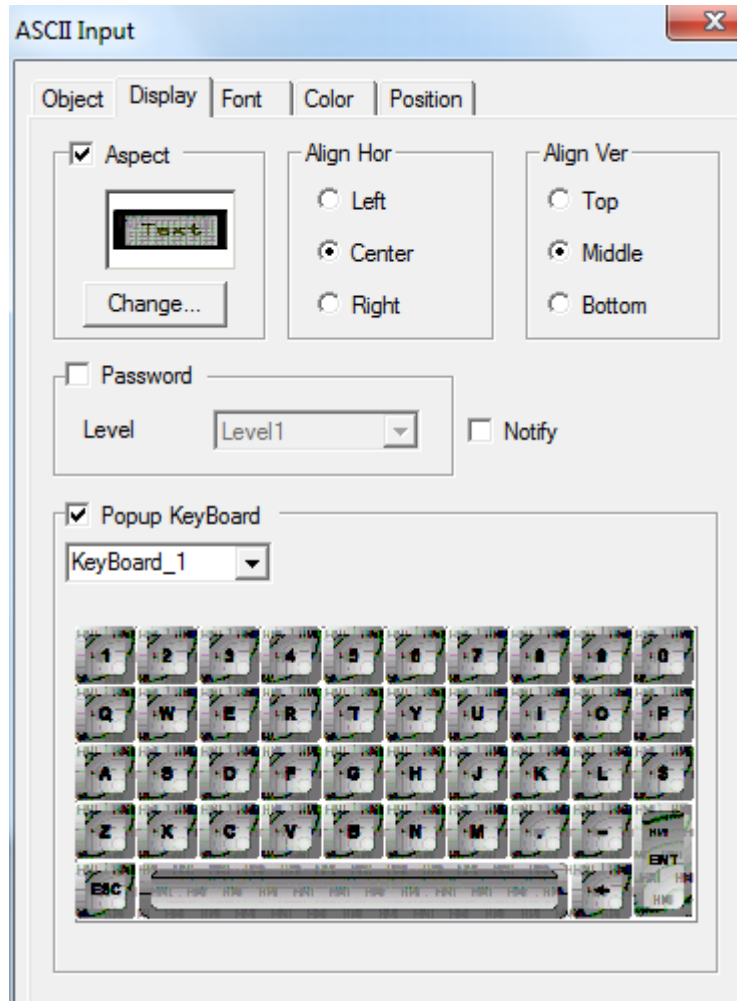 ASCII Input
Object Display Font Color Position
Aspect Align Hor Align Ver
Text Left Top
Center Middle
Change... Right Bottom
Password
Level Level1 Notify
Popup KeyBoard
KeyBoard_1
1 2 3 4 5 6 7 8 9 0
Q W E R T Y U I O P
A S D F G H J K L $
Z X C V B N M . -
ENT
ESC